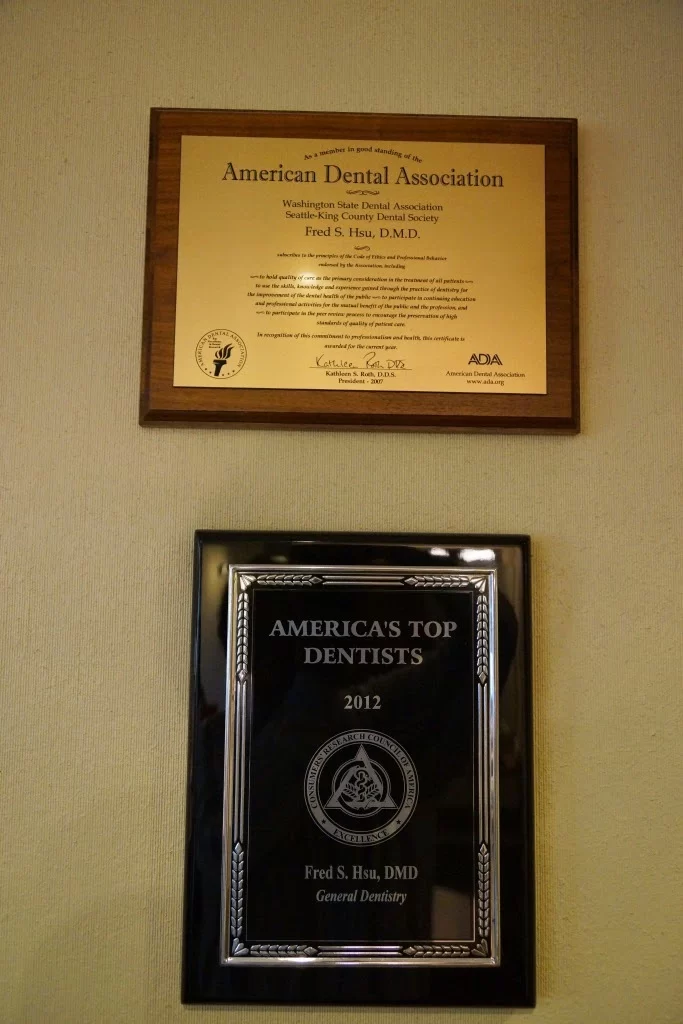 As a member in good standing of the
American Dental Association
Washington State Dental Association
Seattle-King County Dental Society
Fred S. Hsu, D.M.D.
subscribes to the principles of the Code of Ethics and Professional Behavior
endorsed by the Association, including
to hold quality of care as the primary consideration in the treatment of all patients
to use the skills, knowledge and experience gained through the practice of dentistry for
the improvement of the dental health of the public to participate in continuing education
and professional activities for the mutual benefit of the public and the profession, and
to participate in the peer review process to encourage the preservation of high
standards of quality of patient care.
In recognition of this commitment to professionalism and health, this certificate is
awarded for the current year.
AMERICAN DENTAL ASSOCIATION
Kathleen Roth, DDS
Kathleen S. Roth, D.D.S.
President - 2007
ADA
American Dental Association
www.ada.org
AMERICA'S TOP
DENTISTS
2012
CONSUMERS' RESEARCH COUNCIL OF AMERICA
EXCELLENCE
Fred S. Hsu, DMD
General Dentistry